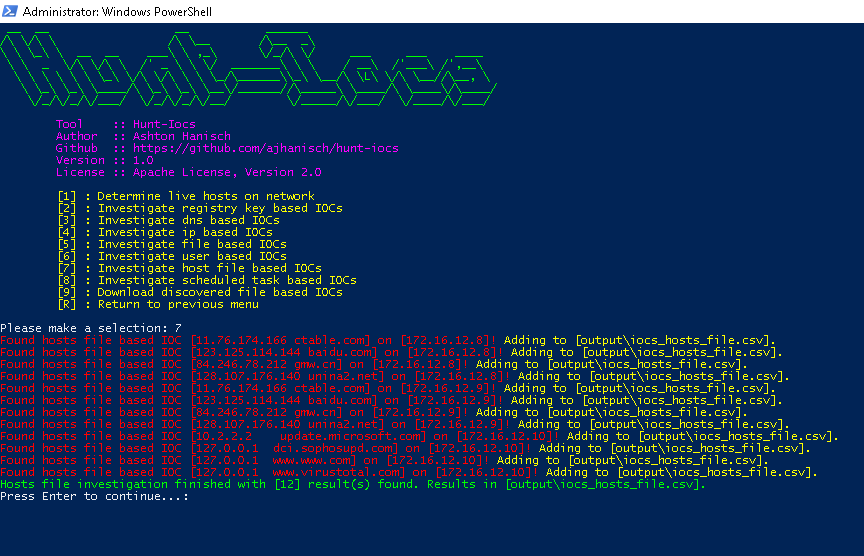 Administrator: Windows PowerShell
Hunt-Iocs
Tool :: Hunt-Iocs
Author :: Ashton Hanisch
Github :: https://github.com/ajhanisch/hunt-iocs
Version :: 1.0
License :: Apache License, Version 2.0
[1] : Determine live hosts on network
[2] : Investigate registry key based IOCs
[3] : Investigate dns based IOCs
[4] : Investigate ip based IOCs
[5] : Investigate file based IOCs
[6] : Investigate user based IOCs
[7] : Investigate host file based IOCs
[8] : Investigate scheduled task based IOCs
[9] : Download discovered file based IOCs
[R] : Return to previous menu
Please make a selection: 7
Found hosts file based IOC [11.76.174.166 ctable.com] on [172.16.12.8]! Adding to [output\iocs_hosts_file.csv].
Found hosts file based IOC [123.125.114.144 baidu.com] on [172.16.12.8]! Adding to [output\iocs_hosts_file.csv].
Found hosts file based IOC [84.246.78.212 gmw.cn] on [172.16.12.8]! Adding to [output\iocs_hosts_file.csv].
Found hosts file based IOC [128.107.176.140 unina2.net] on [172.16.12.8]! Adding to [output\iocs_hosts_file.csv].
Found hosts file based IOC [11.76.174.166 ctable.com] on [172.16.12.9]! Adding to [output\iocs_hosts_file.csv].
Found hosts file based IOC [123.125.114.144 baidu.com] on [172.16.12.9]! Adding to [output\iocs_hosts_file.csv].
Found hosts file based IOC [84.246.78.212 gmw.cn] on [172.16.12.9]! Adding to [output\iocs_hosts_file.csv].
Found hosts file based IOC [128.107.176.140 unina2.net] on [172.16.12.9]! Adding to [output\iocs_hosts_file.csv].
Found hosts file based IOC [10.2.2.2 update.microsoft.com] on [172.16.12.10]! Adding to [output\iocs_hosts_file.csv].
Found hosts file based IOC [127.0.0.1 dci.sophosupd.com] on [172.16.12.10]! Adding to [output\iocs_hosts_file.csv].
Found hosts file based IOC [127.0.0.1 www.www.com] on [172.16.12.10]! Adding to [output\iocs_hosts_file.csv].
Found hosts file based IOC [127.0.0.1 www.virustotal.com] on [172.16.12.10]! Adding to [output\iocs_hosts_file.csv].
Hosts file investigation finished with [12] result(s) found. Results in [output\iocs_hosts_file.csv].
Press Enter to continue...: